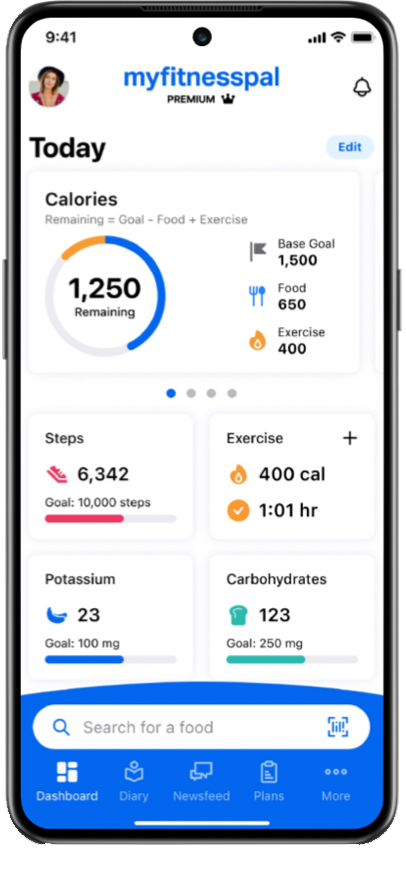 9:41
myfitnesspal
PREMIUM
Today
Edit
Calories
Remaining = Goal - Food + Exercise
1,250
Remaining
Base Goal
1,500
Food
650
Exercise
400
Steps
6,342
Goal: 10,000 steps
Exercise
+
400 cal
1:01 hr
Potassium
23
Goal: 100 mg
Carbohydrates
123
Goal: 250 mg
Search for a food
Dashboard
Diary
Newsfeed
Plans
More